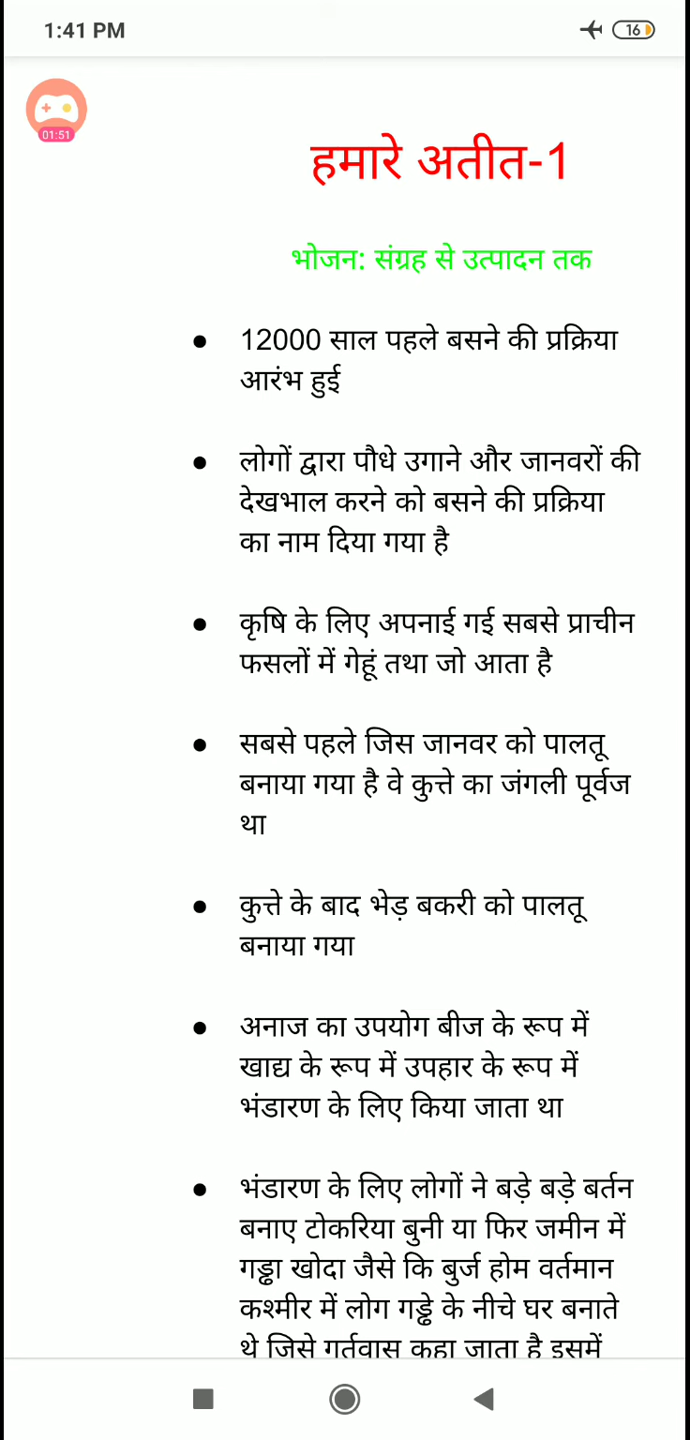 1:41 PM
16
01:51
हमारे अतीत-1
भोजन: संग्रह से उत्पादन तक
● 12000 साल पहले बसने की प्रक्रिया
आरंभ हुई
● लोगों द्वारा पौधे उगाने और जानवरों की
देखभाल करने को बसने की प्रक्रिया
का नाम दिया गया है
● कृषि के लिए अपनाई गई सबसे प्राचीन
फसलों में गेहूं तथा जो आता है
● सबसे पहले जिस जानवर को पालतू
बनाया गया है वे कुत्ते का जंगली पूर्वज
था
● कुत्ते के बाद भेड़ बकरी को पालतू
बनाया गया
● अनाज का उपयोग बीज के रूप में
खाद्य के रूप में उपहार के रूप में
भंडारण के लिए किया जाता था
● भंडारण के लिए लोगों ने बड़े बड़े बर्तन
बनाए टोकरिया बुनी या फिर जमीन में
गड्ढा खोदा जैसे कि बुर्ज होम वर्तमान
कश्मीर में लोग गड्ढे के नीचे घर बनाते
थे जिसे गर्तवास कहा जाता है इसमें